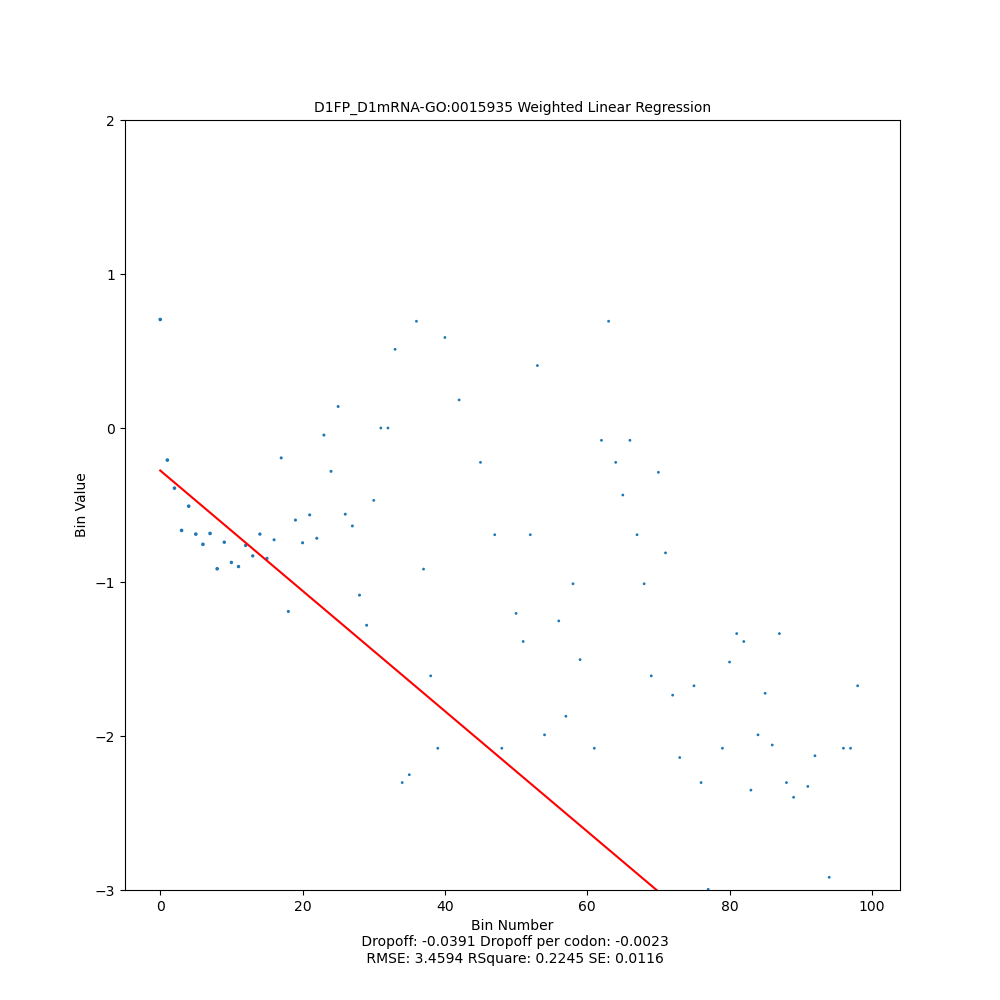 D1FP_D1mRNA-GO:0015935 Weighted Linear Regression
2
1
0
−1
−2
−3
Bin Value
0 20 40 60 80 100
Bin Number
Dropoff: -0.0391 Dropoff per codon: -0.0023
RMSE: 3.4594 RSquare: 0.2245 SE: 0.0116